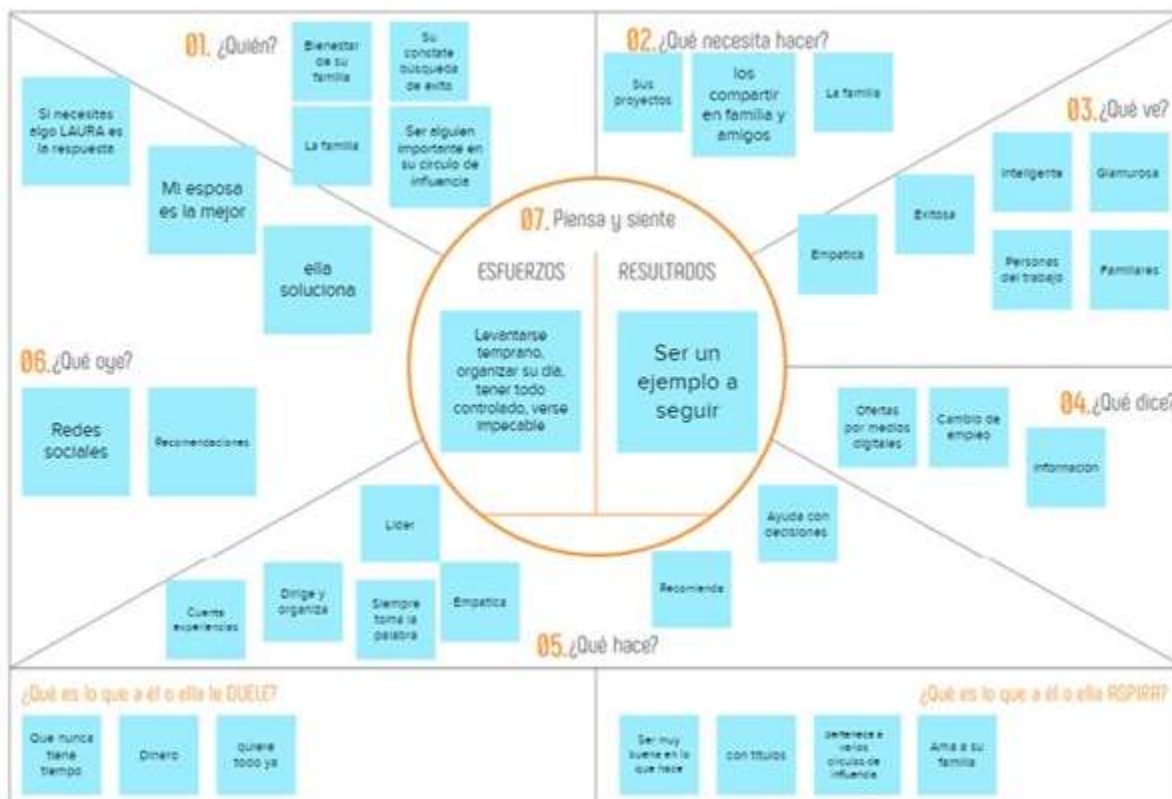 01. ¿Quién?
Bienestar
de su
familia
Su
constate
búsqueda
de exito
La familia
Ser alguien
importante en
su circulo de
influencia
02. ¿Qué necesita hacer?
Sus
proyectos
los
compartir
en familia y
amigos
La familia
03. ¿Qué ve?
Inteligente
Glamurosa
Exitosa
Empatica
Personas
del trabajo
Familiares
04. ¿Qué dice?
Ofertas
por medios
digitales
Cambio de
empleo
Informacion
05. ¿Qué hace?
Ayuda con
decisiones
Recomienda
Lider
Empatica
Siempre
toma la
palabra
Dirige y
organiza
Cuenta
experiencias
06. ¿Qué oye?
Si necesitas
algo LAURA es
la respuesta
Mi esposa
es la mejor
ella
soluciona
Redes
sociales
Recomendaciones
07. Piensa y siente
ESFUERZOS
Levantarse
temprano,
organizar su dia,
tener todo
controlado, verse
impecable
RESULTADOS
Ser un
ejemplo a
seguir
¿Qué es lo que a él o ella le DUELE?
Que nunca
tiene
tiempo
Dinero
quiere
todo ya
¿Qué es lo que a él o ella ASPIRA?
Ser muy
buena en lo
que hace
con titulos
pertenece a
varios
circulos de
influencia
Ama a su
familia